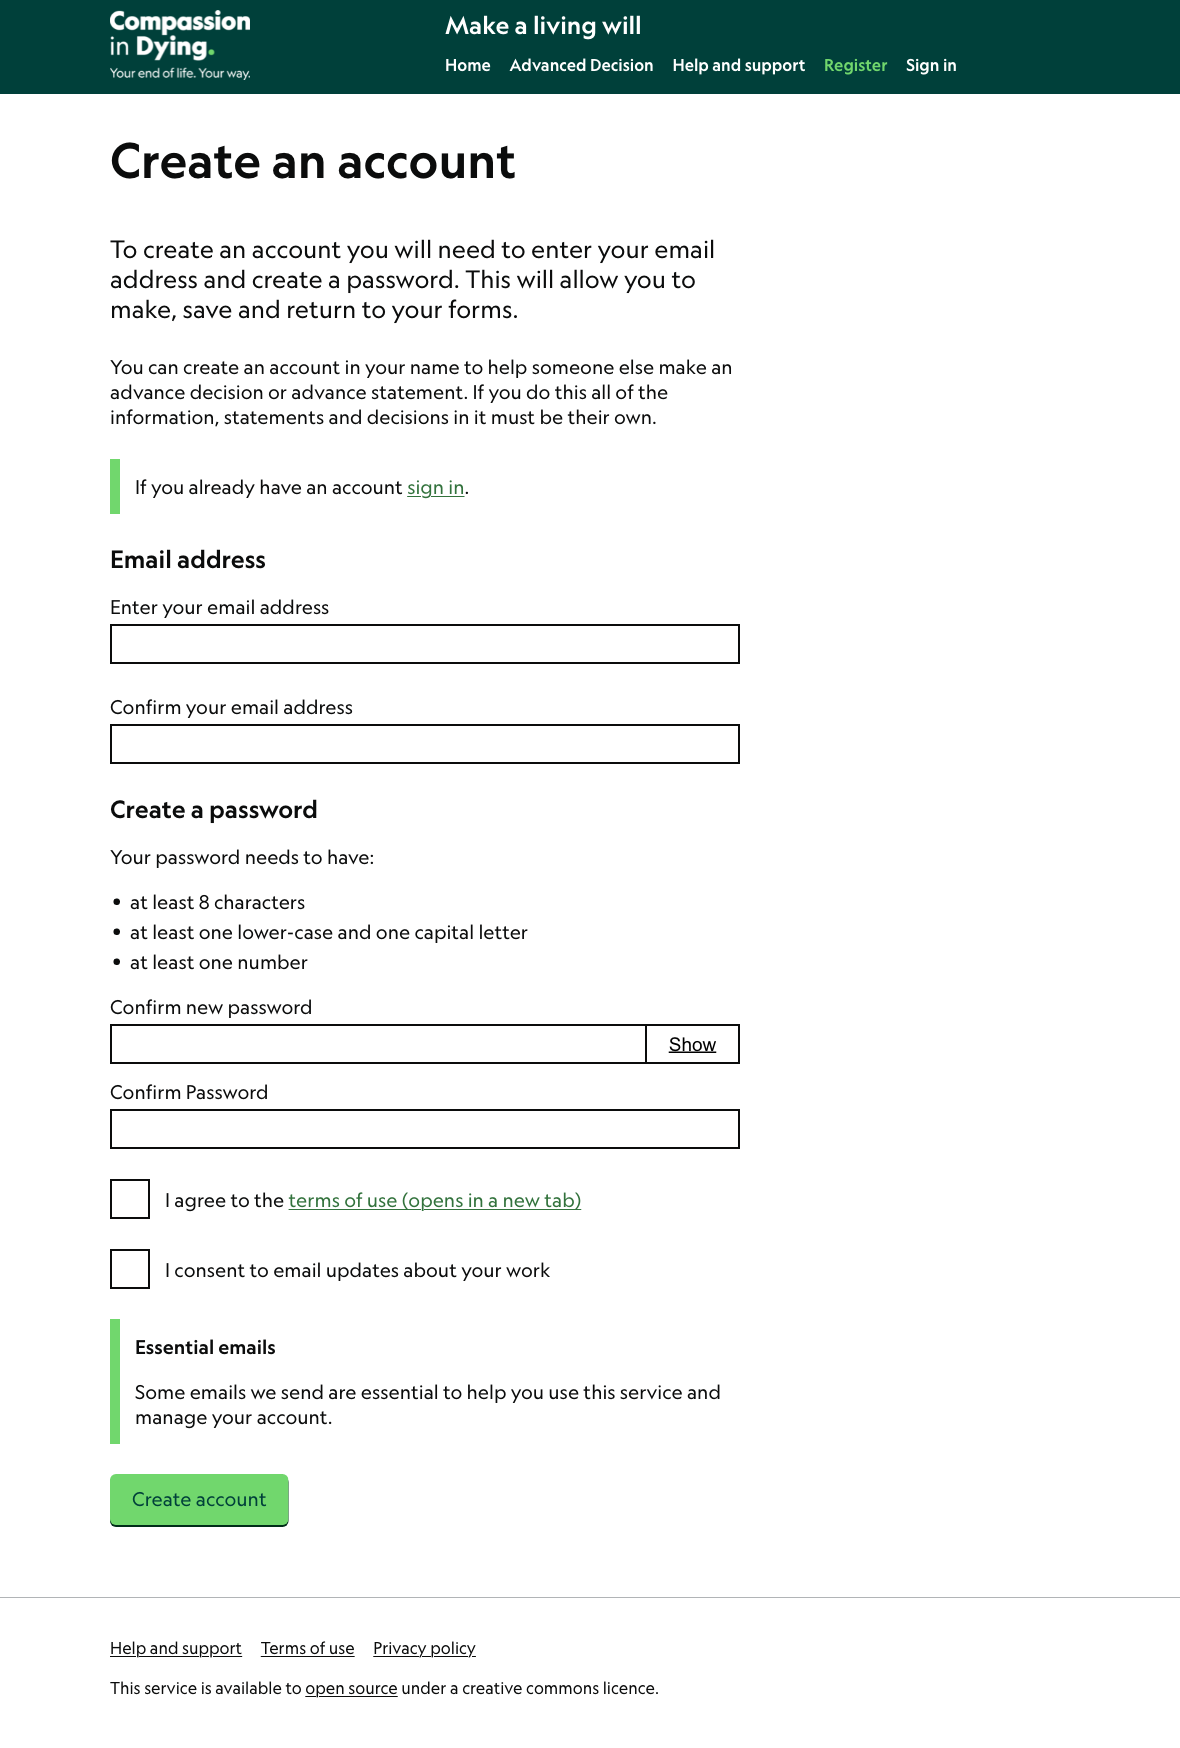 Compassion
in Dying.
Your end of life. Your way.
Make a living will
Home Advanced Decision Help and support Register Sign in
Create an account
To create an account you will need to enter your email
address and create a password. This will allow you to
make, save and return to your forms.
You can create an account in your name to help someone else make an
advance decision or advance statement. If you do this all of the
information, statements and decisions in it must be their own.
If you already have an account sign in.
Email address
Enter your email address
Confirm your email address
Create a password
Your password needs to have:
• at least 8 characters
• at least one lower-case and one capital letter
• at least one number
Confirm new password
Show
Confirm Password
I agree to the terms of use (opens in a new tab)
I consent to email updates about your work
Essential emails
Some emails we send are essential to help you use this service and
manage your account.
Create account
Help and support Terms of use Privacy policy
This service is available to open source under a creative commons licence.